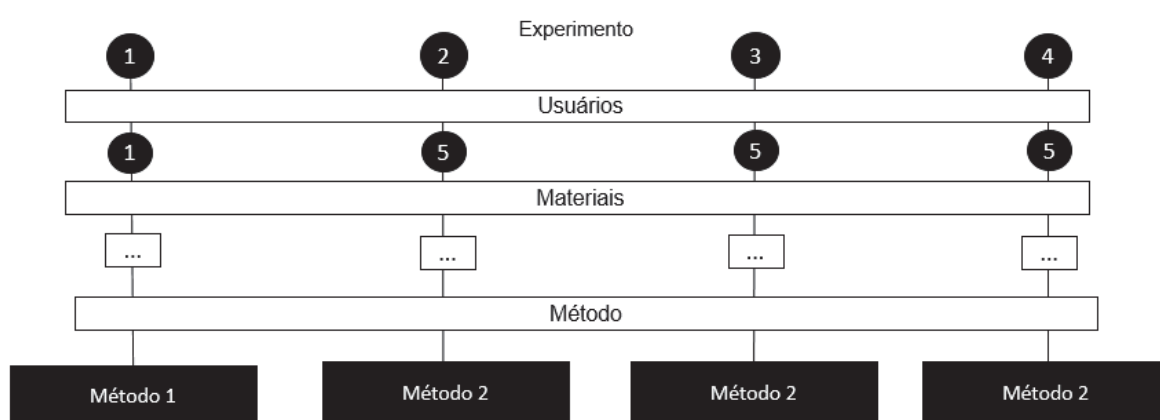 Experimento
1 2 3 4
Usuários
1 5 5 5
Materiais
... ... ... ...
Método
Método 1 Método 2 Método 2 Método 2